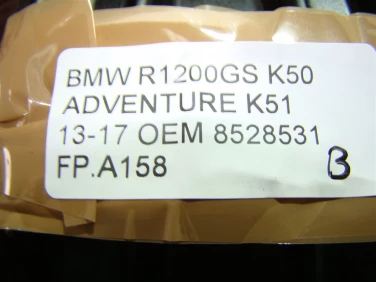 BMW R1200GS K50
ADVENTURE K51
13-17 OEM 8528531
FP.A158 B